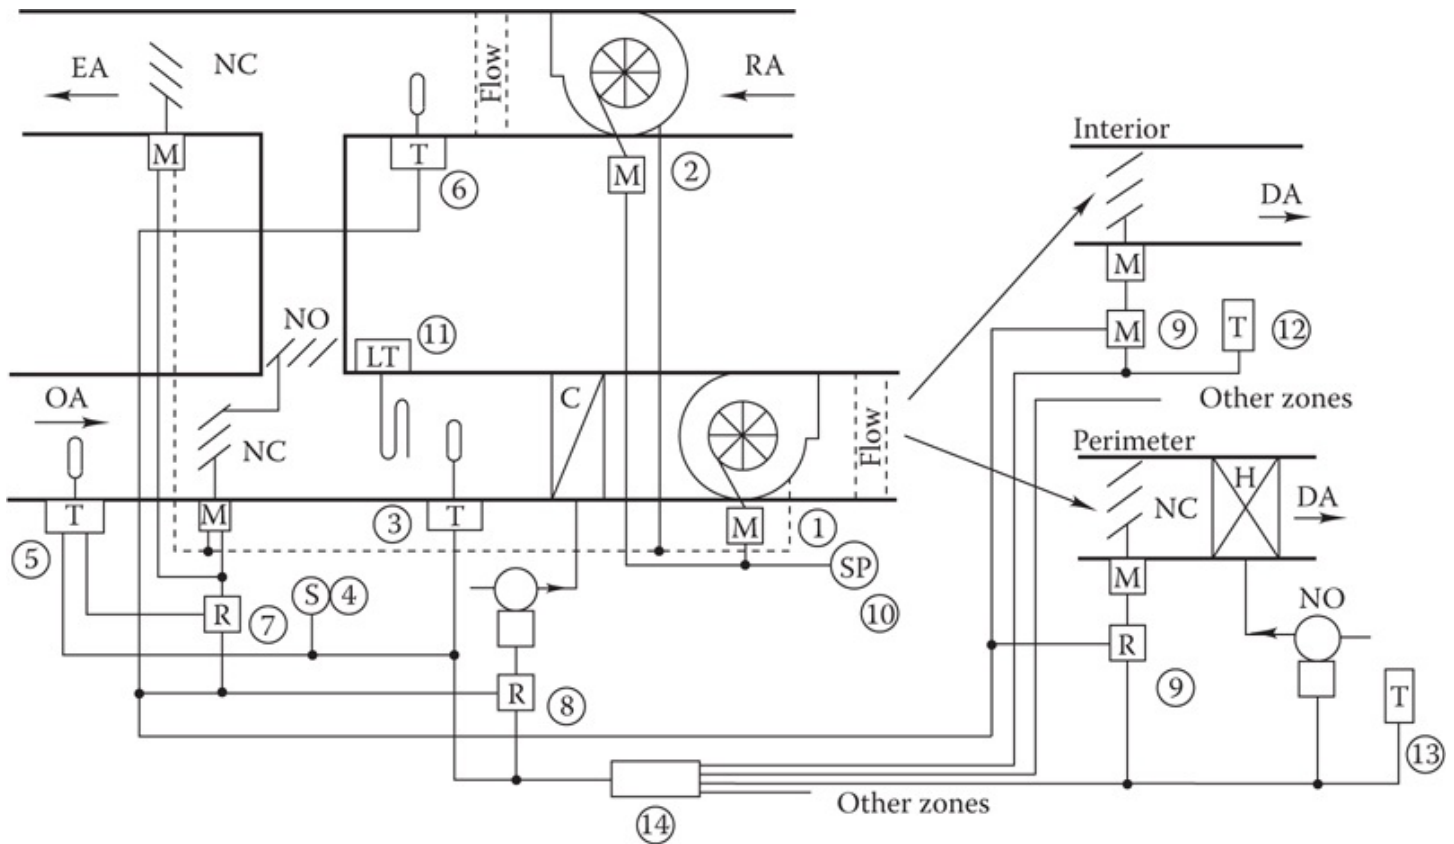 EA
NC
Flow
RA
M
T
6
M
2
Interior
DA
M
NO
LT
11
M
9
T
12
OA
NC
C
Flow
Other zones
Perimeter
NC
H
DA
T
5
M
3
T
M
1
SP
10
M
NO
S
4
R
7
R
8
R
9
T
13
14
Other zones